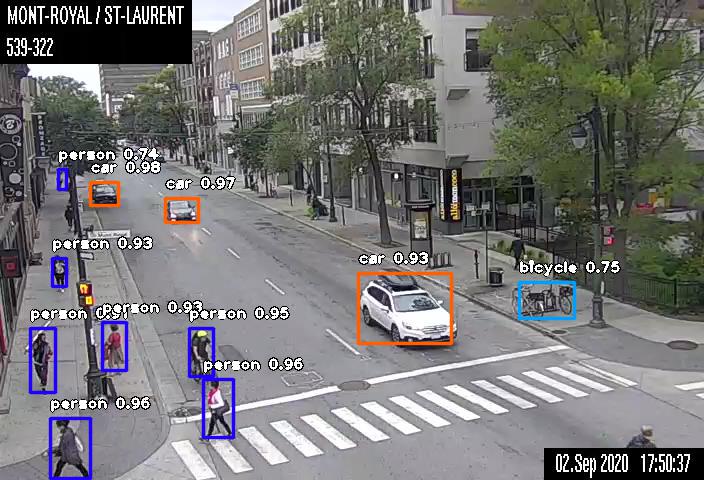 MONT-ROYAL / ST-LAURENT
539-322
person 0.74
car 0.98
car 0.97
person 0.93
car 0.93
bicycle 0.75
person 0.93
person 0.95
person 0.96
person 0.96
02.Sep 2020 17:50:37